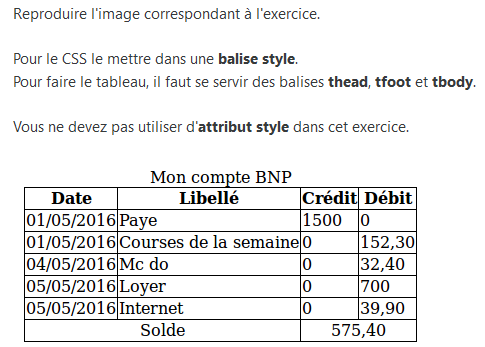 Reproduire l'image correspondant à l'exercice.
Pour le CSS le mettre dans une balise style.
Pour faire le tableau, il faut se servir des balises thead, tfoot et tbody.
Vous ne devez pas utiliser d'attribut style dans cet exercice.
Mon compte BNP
Date Libellé Crédit Débit
01/05/2016 Paye 1500 0
01/05/2016 Courses de la semaine 0 152,30
04/05/2016 Mc do 0 32,40
05/05/2016 Loyer 0 700
05/05/2016 Internet 0 39,90
Solde 575,40